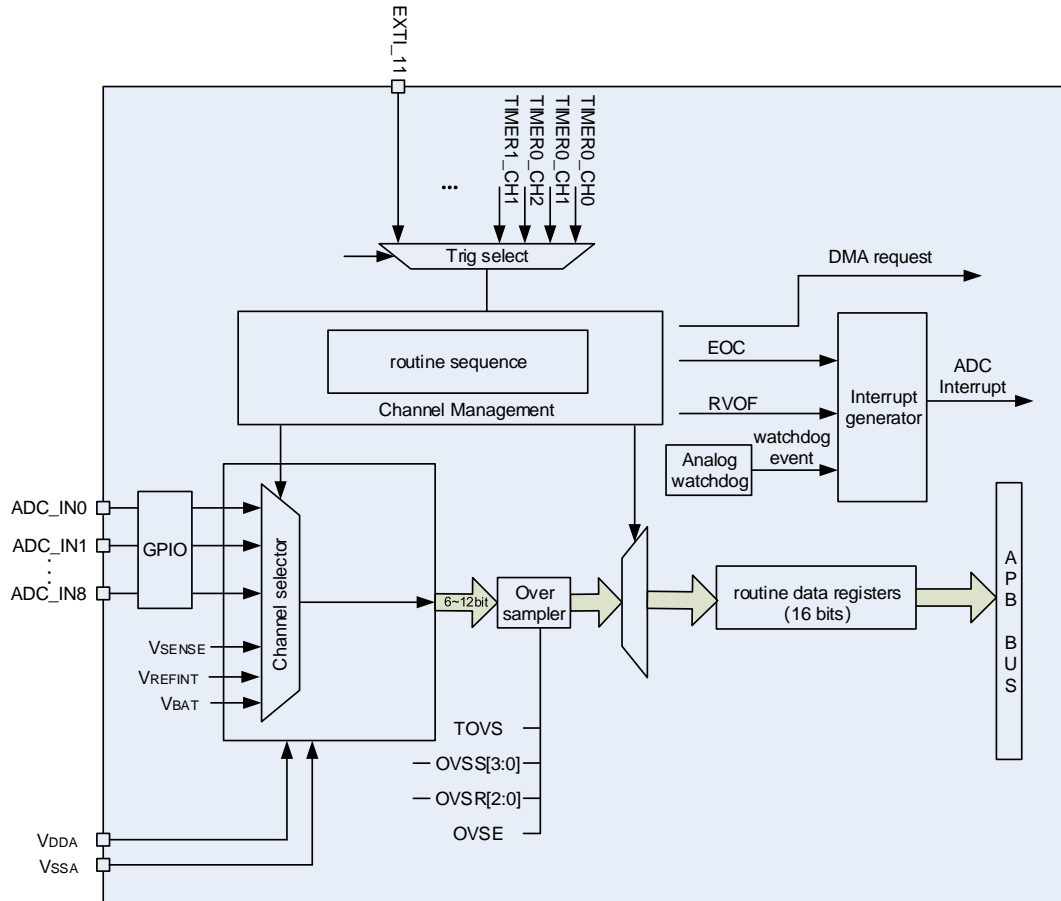 EXTI_11
TIMER1_CH1
TIMER0_CH2
TIMER0_CH1
TIMER0_CH0
...
Trig select
routine sequence
Channel Management
DMA request
EOC
RVOF
Analog
watchdog
watchdog
event
Interrupt
generator
ADC
Interrupt
ADC_IN0
ADC_IN1
ADC_IN8
GPIO
Channel selector
VSENSE
VREFINT
VBAT
6~12bit
Over
sampler
routine data registers
(16 bits)
APB BUS
TOVS
OVSS[3:0]
OVSR[2:0]
OVSE
VDDA
VSSA